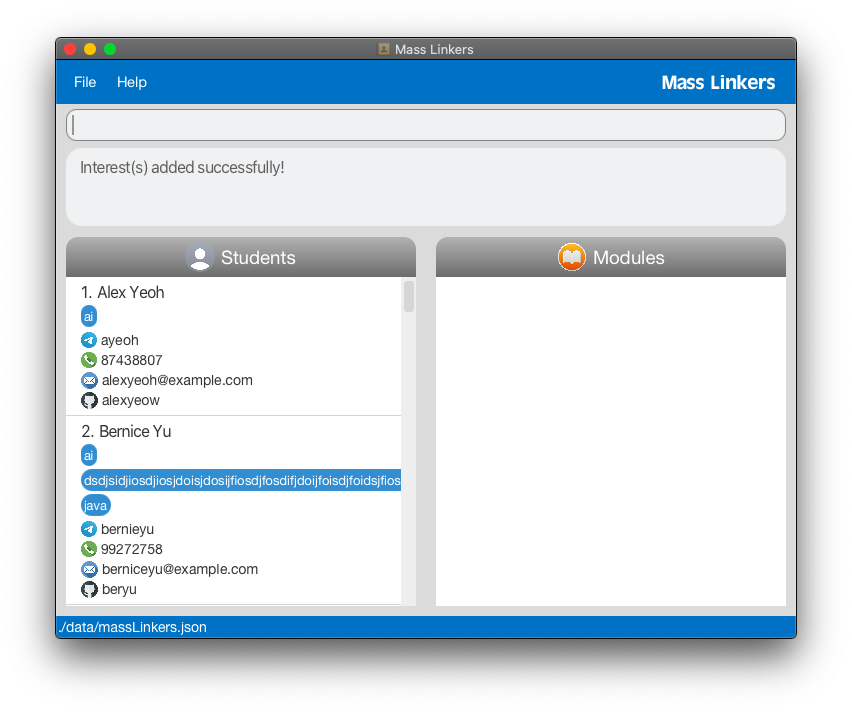 Mass Linkers
File Help Mass Linkers
Interest(s) added successfully!
Students
1. Alex Yeoh
ai
ayeoh
87438807
alexyeoh@example.com
alexyeow
2. Bernice Yu
ai
dsdjsidjiosdjiosjdoisjdosijfiosdjfosdifjdoijfoisdjfoidsjfios
java
bernieyu
99272758
berniceyu@example.com
beryu
Modules
./data/massLinkers.json